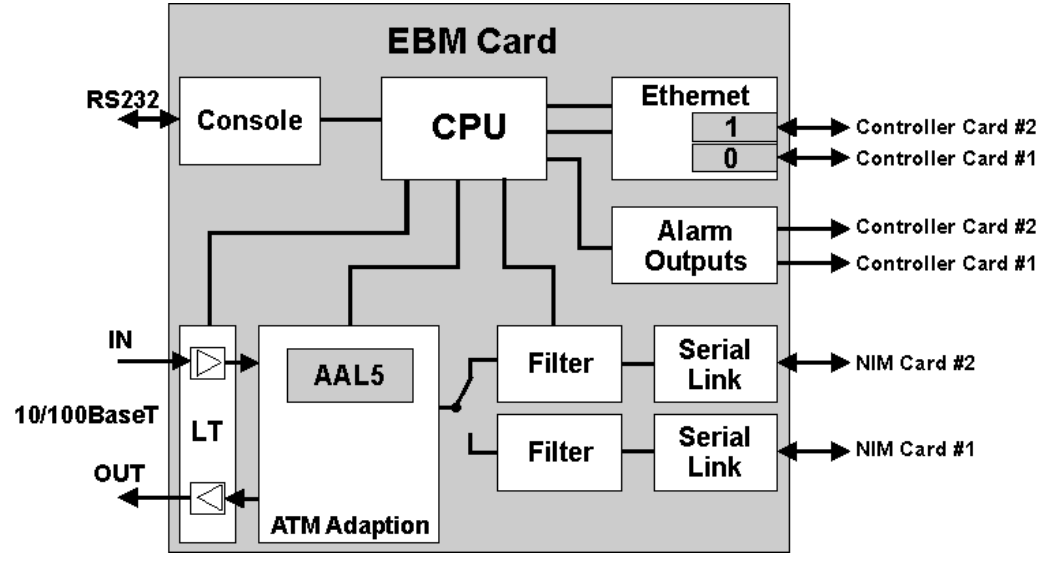 EBM Card
RS232
Console
CPU
Ethernet
1
0
Controller Card #2
Controller Card #1
Alarm
Outputs
Controller Card #2
Controller Card #1
IN
10/100BaseT
OUT
LT
AAL5
ATM Adaption
Filter
Serial
Link
NIM Card #2
Filter
Serial
Link
NIM Card #1